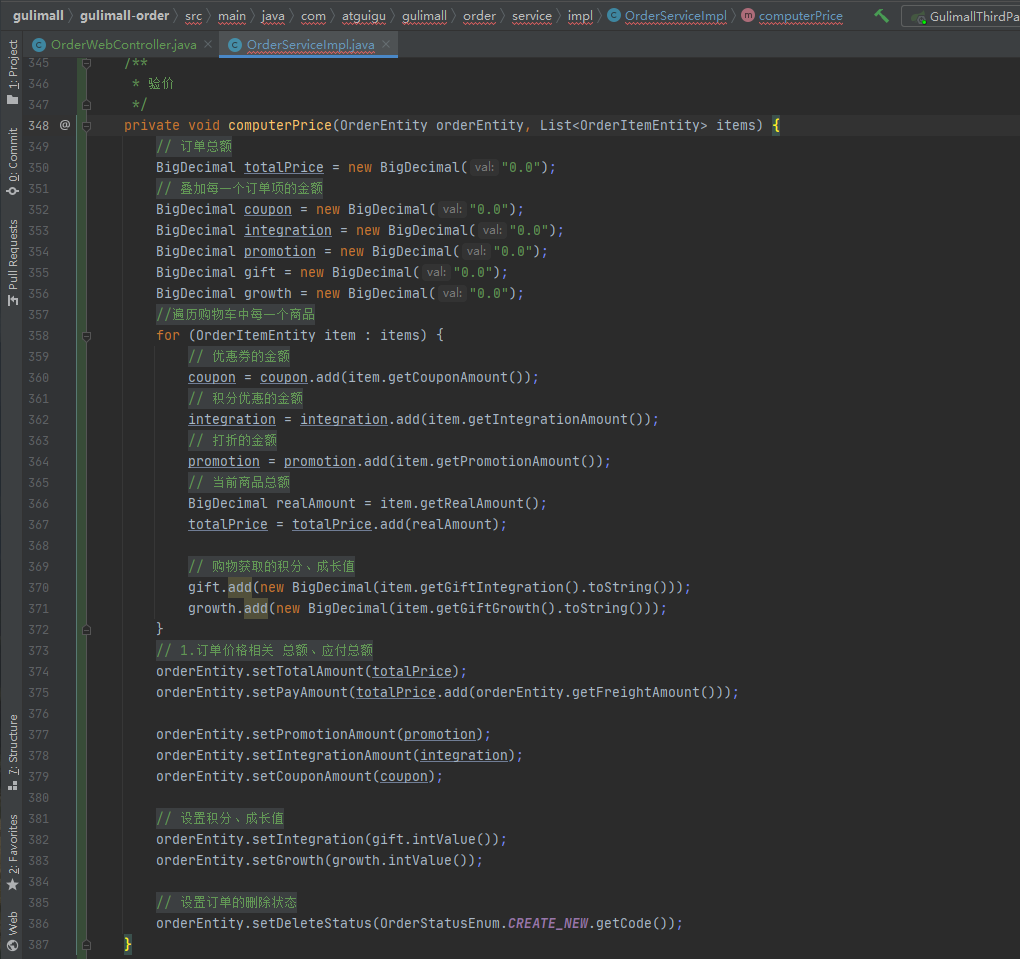 gulimall gulimall-order src main java com atguigu gulimall order service impl OrderServiceImpl computerPrice GulimallThirdPa
OrderWebController.java OrderServiceImpl.java
1: Project
0: Commit
Pull Requests
7: Structure
2: Favorites
Web
345 /**
346 * 验价
347 */
348 @ private void computerPrice(OrderEntity orderEntity, List<OrderItemEntity> items) {
349 // 订单总额
350 BigDecimal totalPrice = new BigDecimal( val: "0.0");
351 // 叠加每一个订单项的金额
352 BigDecimal coupon = new BigDecimal( val: "0.0");
353 BigDecimal integration = new BigDecimal( val: "0.0");
354 BigDecimal promotion = new BigDecimal( val: "0.0");
355 BigDecimal gift = new BigDecimal( val: "0.0");
356 BigDecimal growth = new BigDecimal( val: "0.0");
357 //遍历购物车中每一个商品
358 for (OrderItemEntity item : items) {
359 // 优惠券的金额
360 coupon = coupon.add(item.getCouponAmount());
361 // 积分优惠的金额
362 integration = integration.add(item.getIntegrationAmount());
363 // 打折的金额
364 promotion = promotion.add(item.getPromotionAmount());
365 // 当前商品总额
366 BigDecimal realAmount = item.getRealAmount();
367 totalPrice = totalPrice.add(realAmount);
368
369 // 购物获取的积分、成长值
370 gift.add(new BigDecimal(item.getGiftIntegration().toString()));
371 growth.add(new BigDecimal(item.getGiftGrowth().toString()));
372 }
373 // 1.订单价格相关 总额、应付总额
374 orderEntity.setTotalAmount(totalPrice);
375 orderEntity.setPayAmount(totalPrice.add(orderEntity.getFreightAmount()));
376
377 orderEntity.setPromotionAmount(promotion);
378 orderEntity.setIntegrationAmount(integration);
379 orderEntity.setCouponAmount(coupon);
380
381 // 设置积分、成长值
382 orderEntity.setIntegration(gift.intValue());
383 orderEntity.setGrowth(growth.intValue());
384
385 // 设置订单的删除状态
386 orderEntity.setDeleteStatus(OrderStatusEnum.CREATE_NEW.getCode());
387 }